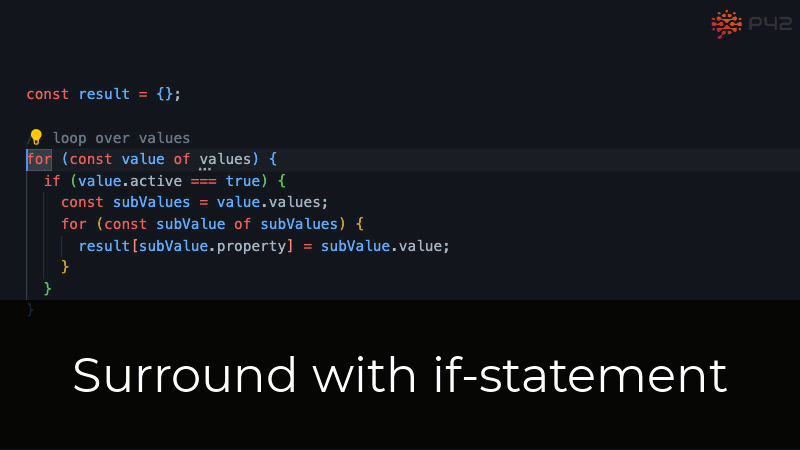 P42
const result = {};
loop over values
for (const value of values) {
if (value.active === true) {
const subValues = value.values;
for (const subValue of subValues) {
result[subValue.property] = subValue.value;
}
}
}
Surround with if-statement